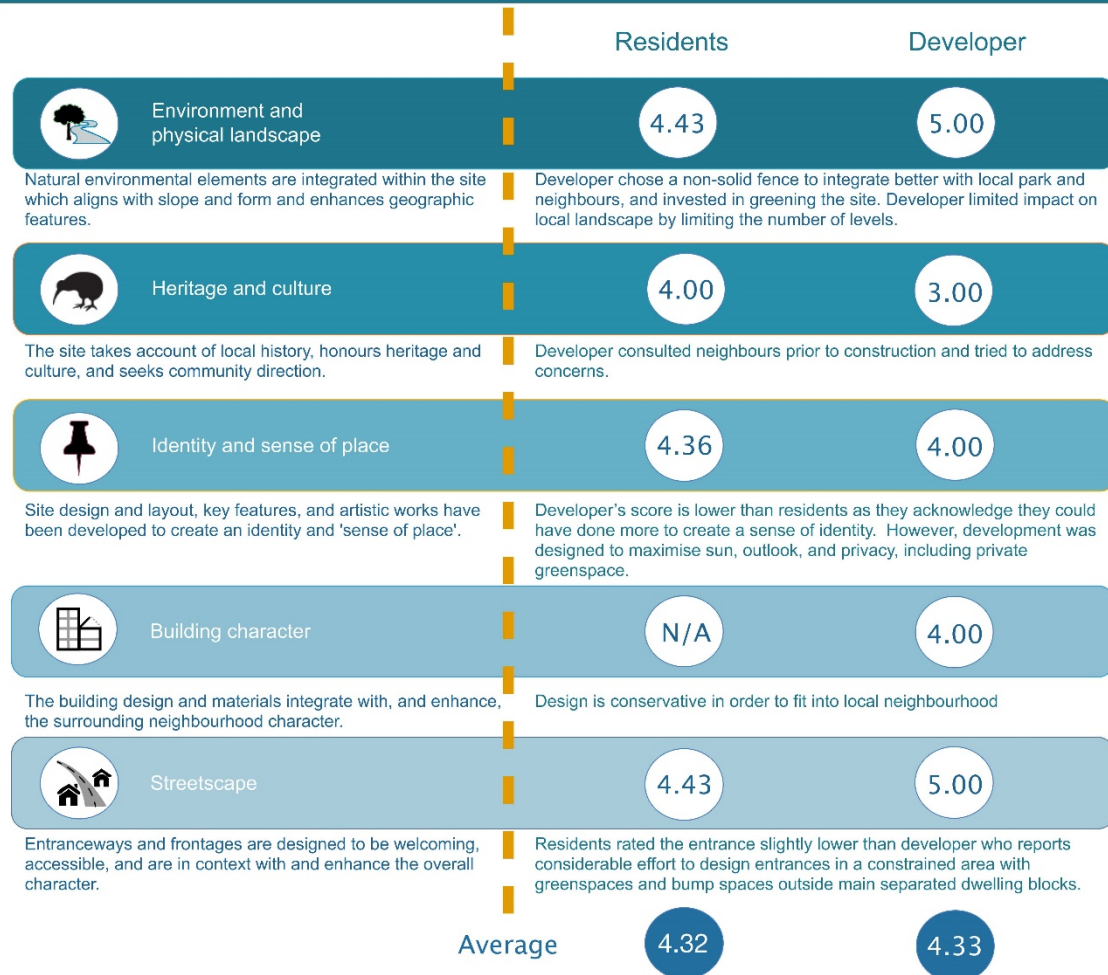 Residents
Developer
Environment and
physical landscape
4.43
5.00
Natural environmental elements are integrated within the site
which aligns with slope and form and enhances geographic
features.
Developer chose a non-solid fence to integrate better with local park and
neighbours, and invested in greening the site. Developer limited impact on
local landscape by limiting the number of levels.
Heritage and culture
4.00
3.00
The site takes account of local history, honours heritage and
culture, and seeks community direction.
Developer consulted neighbours prior to construction and tried to address
concerns.
Identity and sense of place
4.36
4.00
Site design and layout, key features, and artistic works have
been developed to create an identity and 'sense of place'.
Developer’s score is lower than residents as they acknowledge they could
have done more to create a sense of identity. However, development was
designed to maximise sun, outlook, and privacy, including private
greenspace.
Building character
N/A
4.00
The building design and materials integrate with, and enhance,
the surrounding neighbourhood character.
Design is conservative in order to fit into local neighbourhood
Streetscape
4.43
5.00
Entranceways and frontages are designed to be welcoming,
accessible, and are in context with and enhance the overall
character.
Residents rated the entrance slightly lower than developer who reports
considerable effort to design entrances in a constrained area with
greenspaces and bump spaces outside main separated dwelling blocks.
Average
4.32
4.33